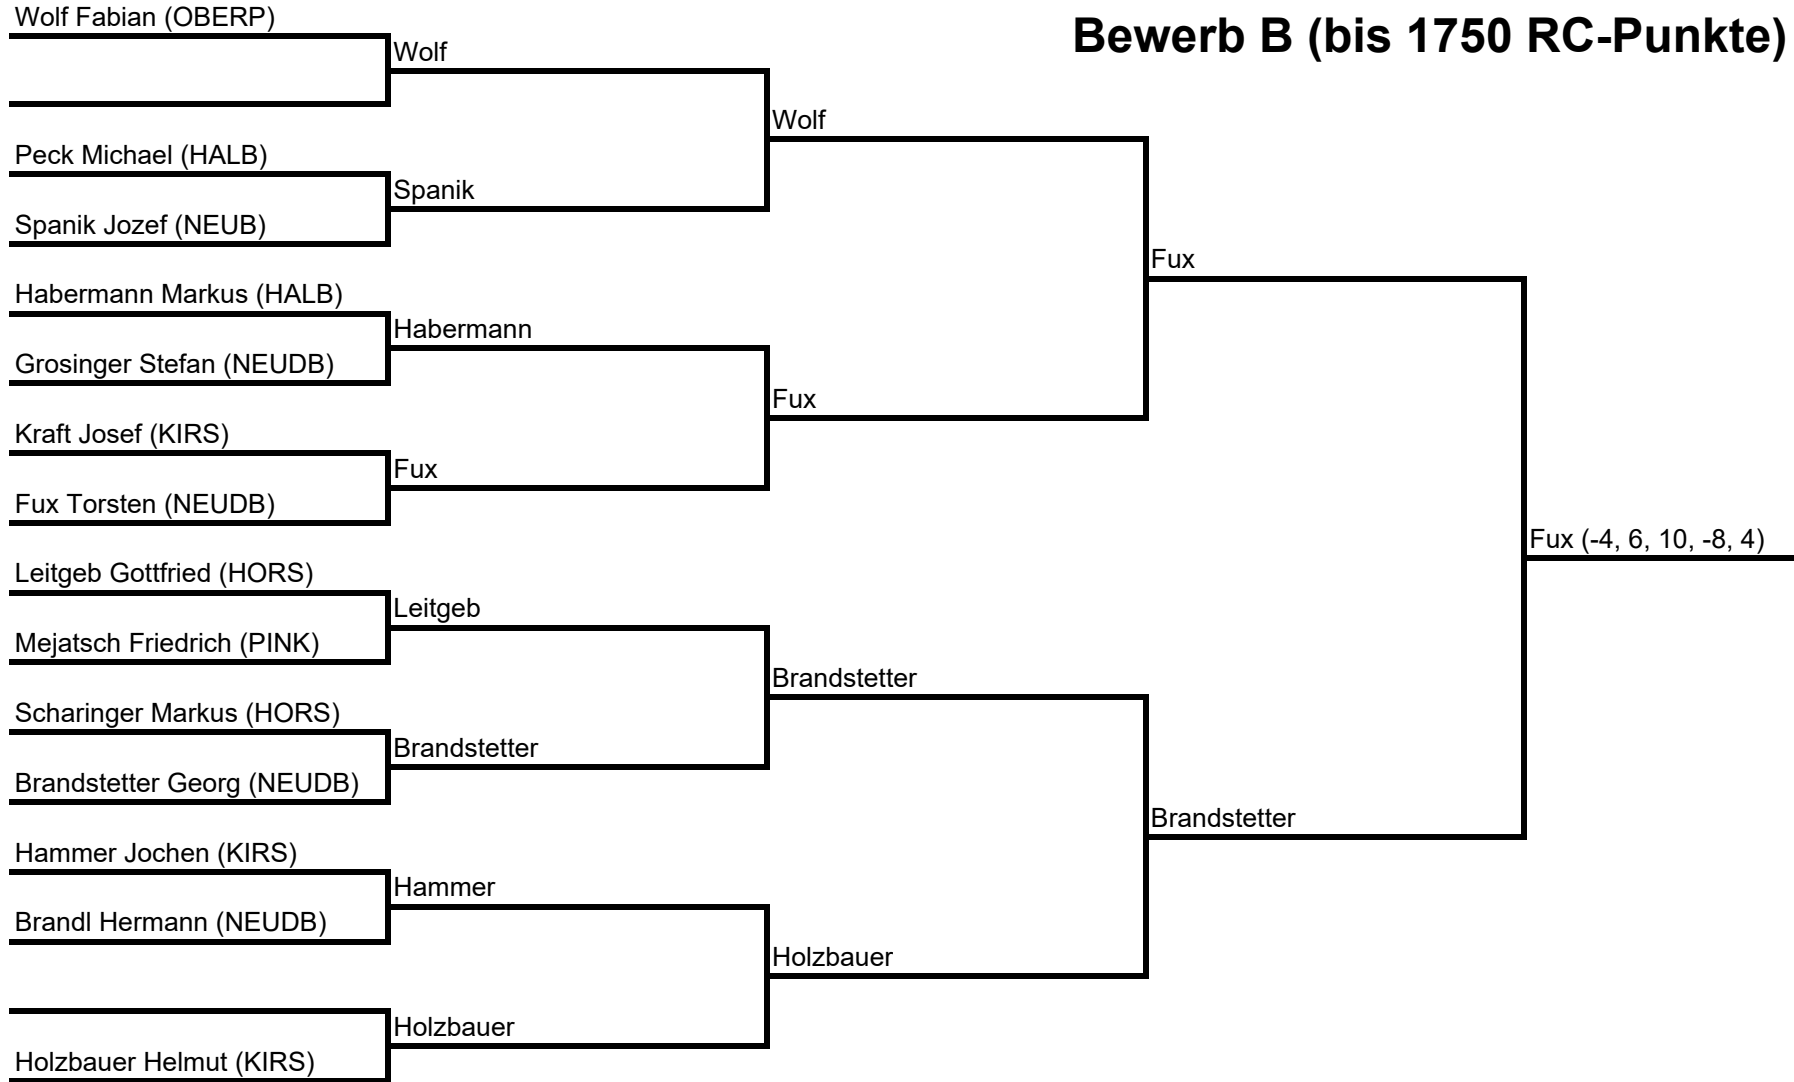 Wolf Fabian (OBERP)
Bewerb B (bis 1750 RC-Punkte)
Wolf
Wolf
Peck Michael (HALB)
Spanik
Spanik Jozef (NEUB)
Fux
Habermann Markus (HALB)
Habermann
Grosinger Stefan (NEUDB)
Fux
Kraft Josef (KIRS)
Fux
Fux Torsten (NEUDB)
Fux (-4, 6, 10, -8, 4)
Leitgeb Gottfried (HORS)
Leitgeb
Mejatsch Friedrich (PINK)
Brandstetter
Scharinger Markus (HORS)
Brandstetter
Brandstetter Georg (NEUDB)
Brandstetter
Hammer Jochen (KIRS)
Hammer
Brandl Hermann (NEUDB)
Holzbauer
Holzbauer
Holzbauer Helmut (KIRS)